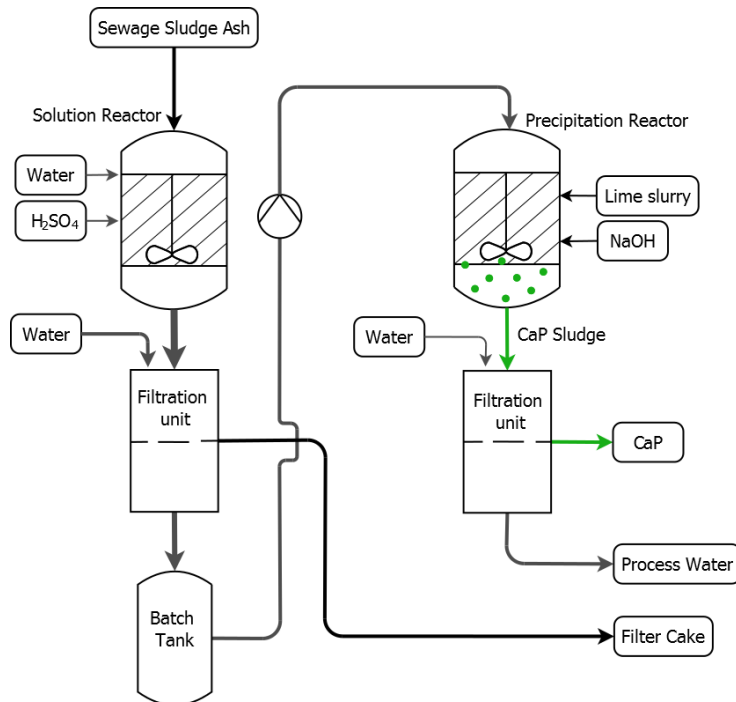 Sewage Sludge Ash
Solution Reactor
Precipitation Reactor
Water
H₂SO₄
Lime slurry
NaOH
Water
Water
CaP Sludge
Filtration
unit
Filtration
unit
CaP
Batch
Tank
Process Water
Filter Cake